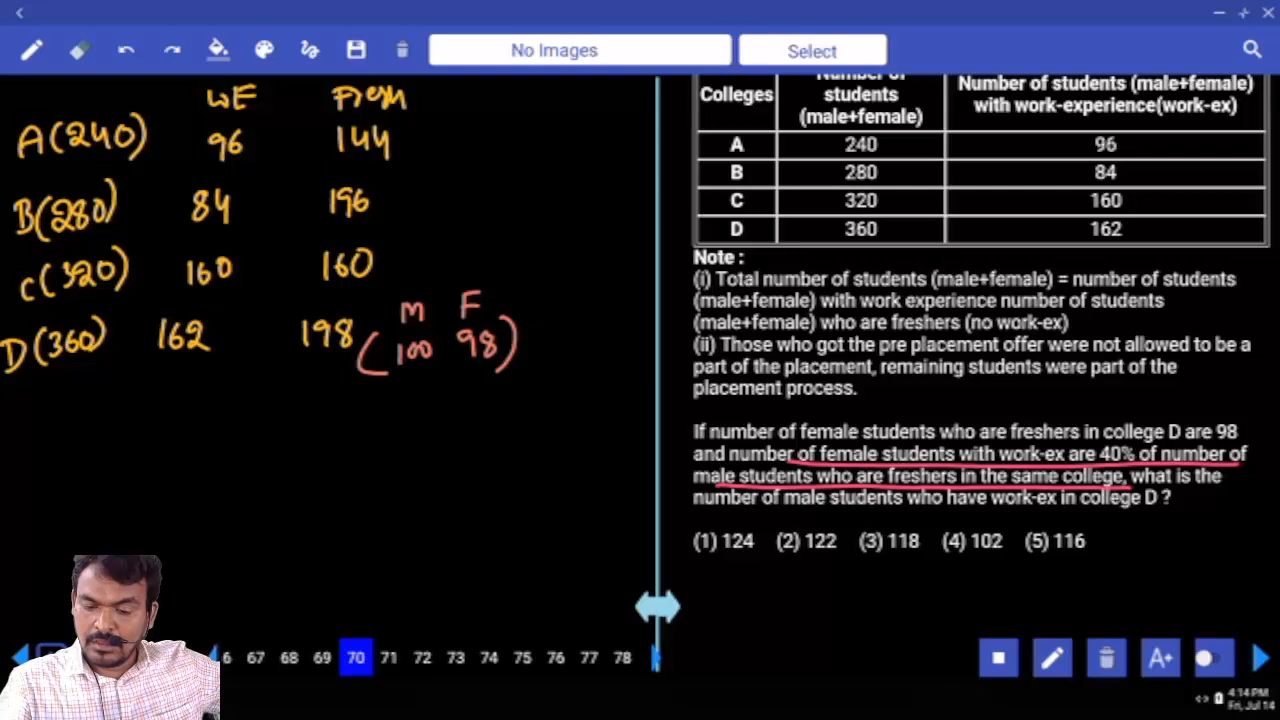 No Images
Select
WE Fresh
A(240) 96 144
B(280) 84 196
C(320) 160 160
M F
D(360) 162 198 (100 98)
Colleges Number of students (male+female) Number of students (male+female) with work-experience(work-ex)
A 240 96
B 280 84
C 320 160
D 360 162
Note :
(i) Total number of students (male+female) = number of students
(male+female) with work experience number of students
(male+female) who are freshers (no work-ex)
(ii) Those who got the pre placement offer were not allowed to be a
part of the placement, remaining students were part of the
placement process.
If number of female students who are freshers in college D are 98
and number of female students with work-ex are 40% of number of
male students who are freshers in the same college, what is the
number of male students who have work-ex in college D ?
(1) 124 (2) 122 (3) 118 (4) 102 (5) 116
6 67 68 69 70 71 72 73 74 75 76 77 78
A+
4:14 PM
Fri, Jul 14